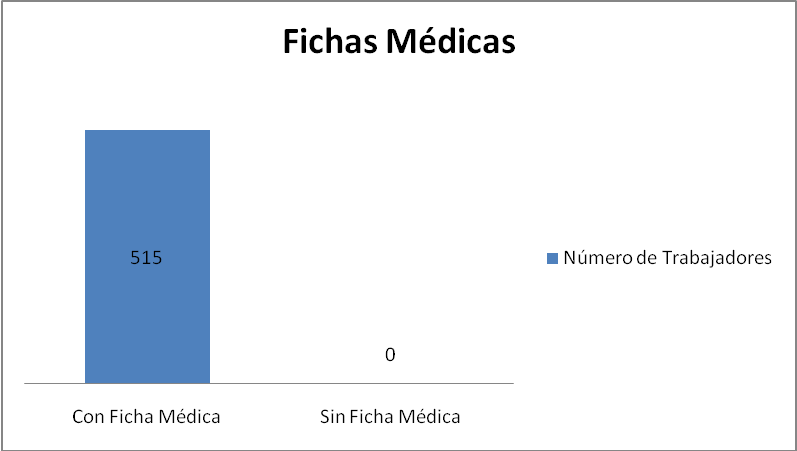 Fichas Médicas
515
0
Con Ficha Médica
Sin Ficha Médica
Número de Trabajadores